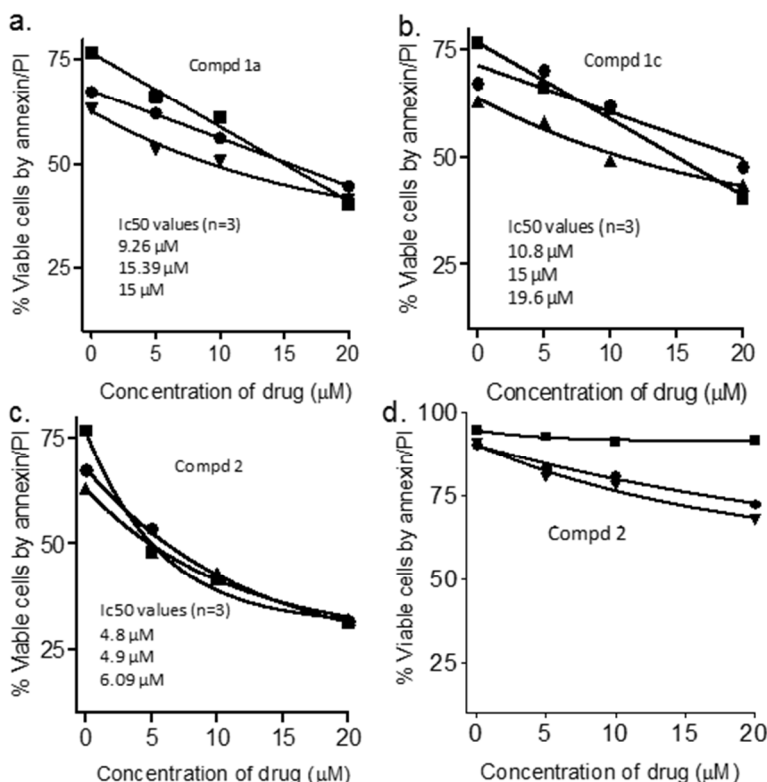 a.
75
50
25
0
5
10
15
20
% Viable cells by annexin/PI
Compd 1a
Ic50 values (n=3)
9.26 µM
15.39 µM
15 µM
Concentration of drug (µM)
b.
75
50
25
0
5
10
15
20
% Viable cells by annexin/PI
Compd 1c
Ic50 values (n=3)
10.8 µM
15 µM
19.6 µM
Concentration of drug (µM)
c.
75
50
25
0
5
10
15
20
% Viable cells by annexin/PI
Compd 2
Ic50 values (n=3)
4.8 µM
4.9 µM
6.09 µM
Concentration of drug (µM)
d.
100
75
50
25
0
5
10
15
20
% Viable cells by annexin/PI
Compd 2
Concentration of drug (µM)